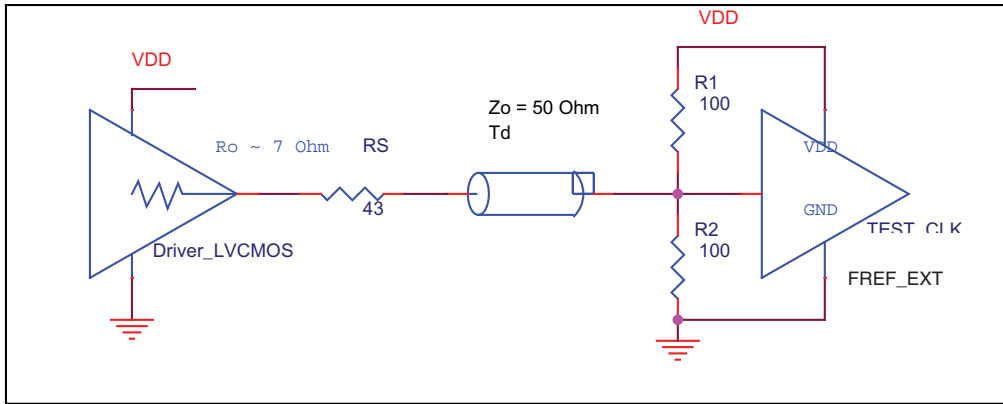 VDD
Ro ~ 7 Ohm
RS
43
Driver_LVCMOS
Zo = 50 Ohm
Td
VDD
R1
100
R2
100
VDD
GND
TEST_CLK
FREF_EXT